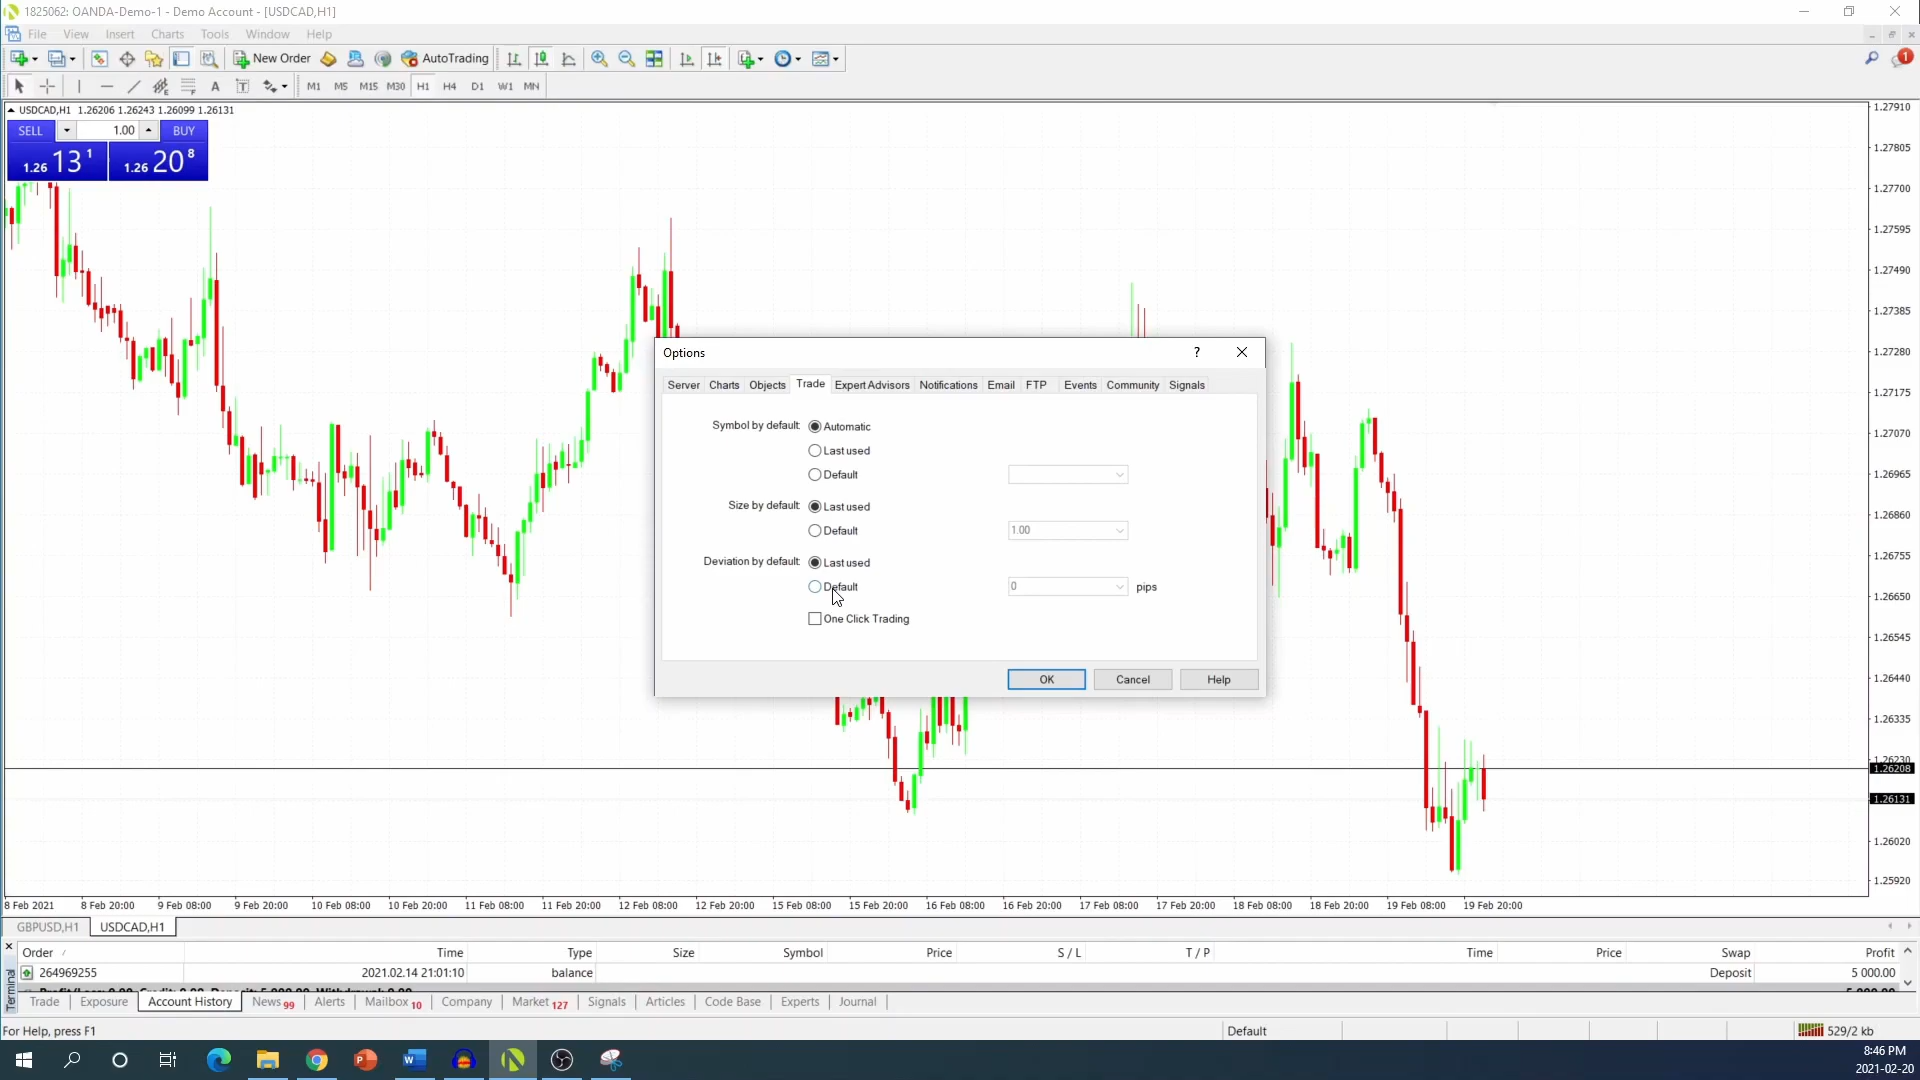 1825062: OANDA-Demo-1 - Demo Account - [USDCAD,H1]
File View Insert Charts Tools Window Help
New Order AutoTrading 1
A T M1 M5 M15 M30 H1 H4 D1 W1 MN
USDCAD,H1 1.26206 1.26243 1.26099 1.26131
SELL 1.00 BUY
1.26 13 1 1.26 20 8
1.27910
1.27805
1.27700
1.27595
1.27490
1.27385
1.27280
1.27175
1.27070
1.26965
1.26860
1.26755
1.26650
1.26545
1.26440
1.26335
1.26230
1.26208
1.26131
1.26020
1.25920
Options ?
Server Charts Objects Trade Expert Advisors Notifications Email FTP Events Community Signals
Symbol by default: Automatic
Last used
Default
Size by default: Last used
Default 1.00
Deviation by default: Last used
Default 0 pips
One Click Trading
OK Cancel Help
8 Feb 2021 8 Feb 20:00 9 Feb 08:00 9 Feb 20:00 10 Feb 08:00 10 Feb 20:00 11 Feb 08:00 11 Feb 20:00 12 Feb 08:00 12 Feb 20:00 15 Feb 08:00 15 Feb 20:00 16 Feb 08:00 16 Feb 20:00 17 Feb 08:00 17 Feb 20:00 18 Feb 08:00 18 Feb 20:00 19 Feb 08:00 19 Feb 20:00
GBPUSD,H1 USDCAD,H1
Order Time Type Size Symbol Price S / L T / P Time Price Swap Profit
264969255 2021.02.14 21:01:10 balance Deposit 5 000.00
Terminal
Trade Exposure Account History News 99 Alerts Mailbox 10 Company Market 127 Signals Articles Code Base Experts Journal
For Help, press F1 Default 529/2 kb
8:46 PM
2021-02-20